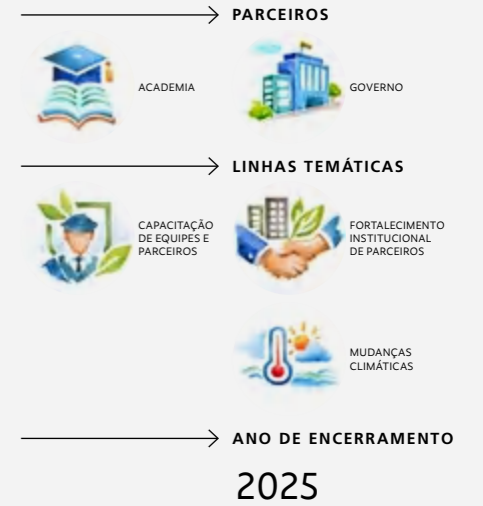 PARCEIROS
ACADEMIA
GOVERNO
LINHAS TEMÁTICAS
CAPACITAÇÃO
DE EQUIPES E
PARCEIROS
FORTALECIMENTO
INSTITUCIONAL
DE PARCEIROS
MUDANÇAS
CLIMÁTICAS
ANO DE ENCERRAMENTO
2025